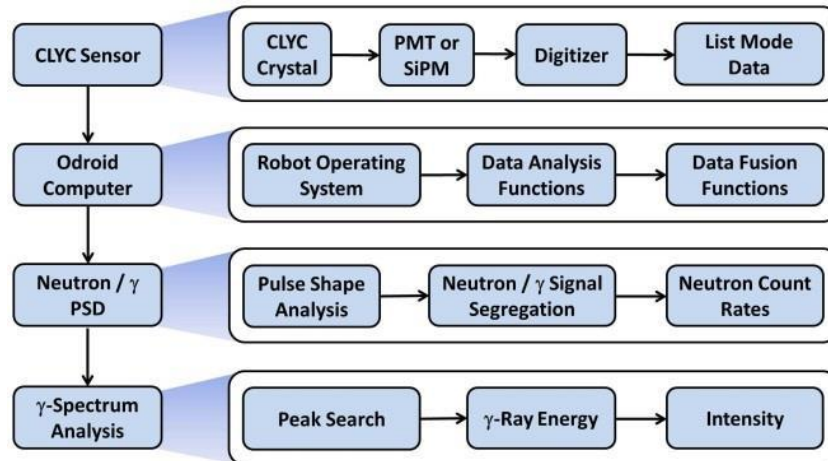 CLYC Sensor
CLYC
Crystal
PMT or
SiPM
Digitizer
List Mode
Data
Odroid
Computer
Robot Operating
System
Data Analysis
Functions
Data Fusion
Functions
Neutron / γ
PSD
Pulse Shape
Analysis
Neutron / γ Signal
Segregation
Neutron Count
Rates
γ-Spectrum
Analysis
Peak Search
γ-Ray Energy
Intensity